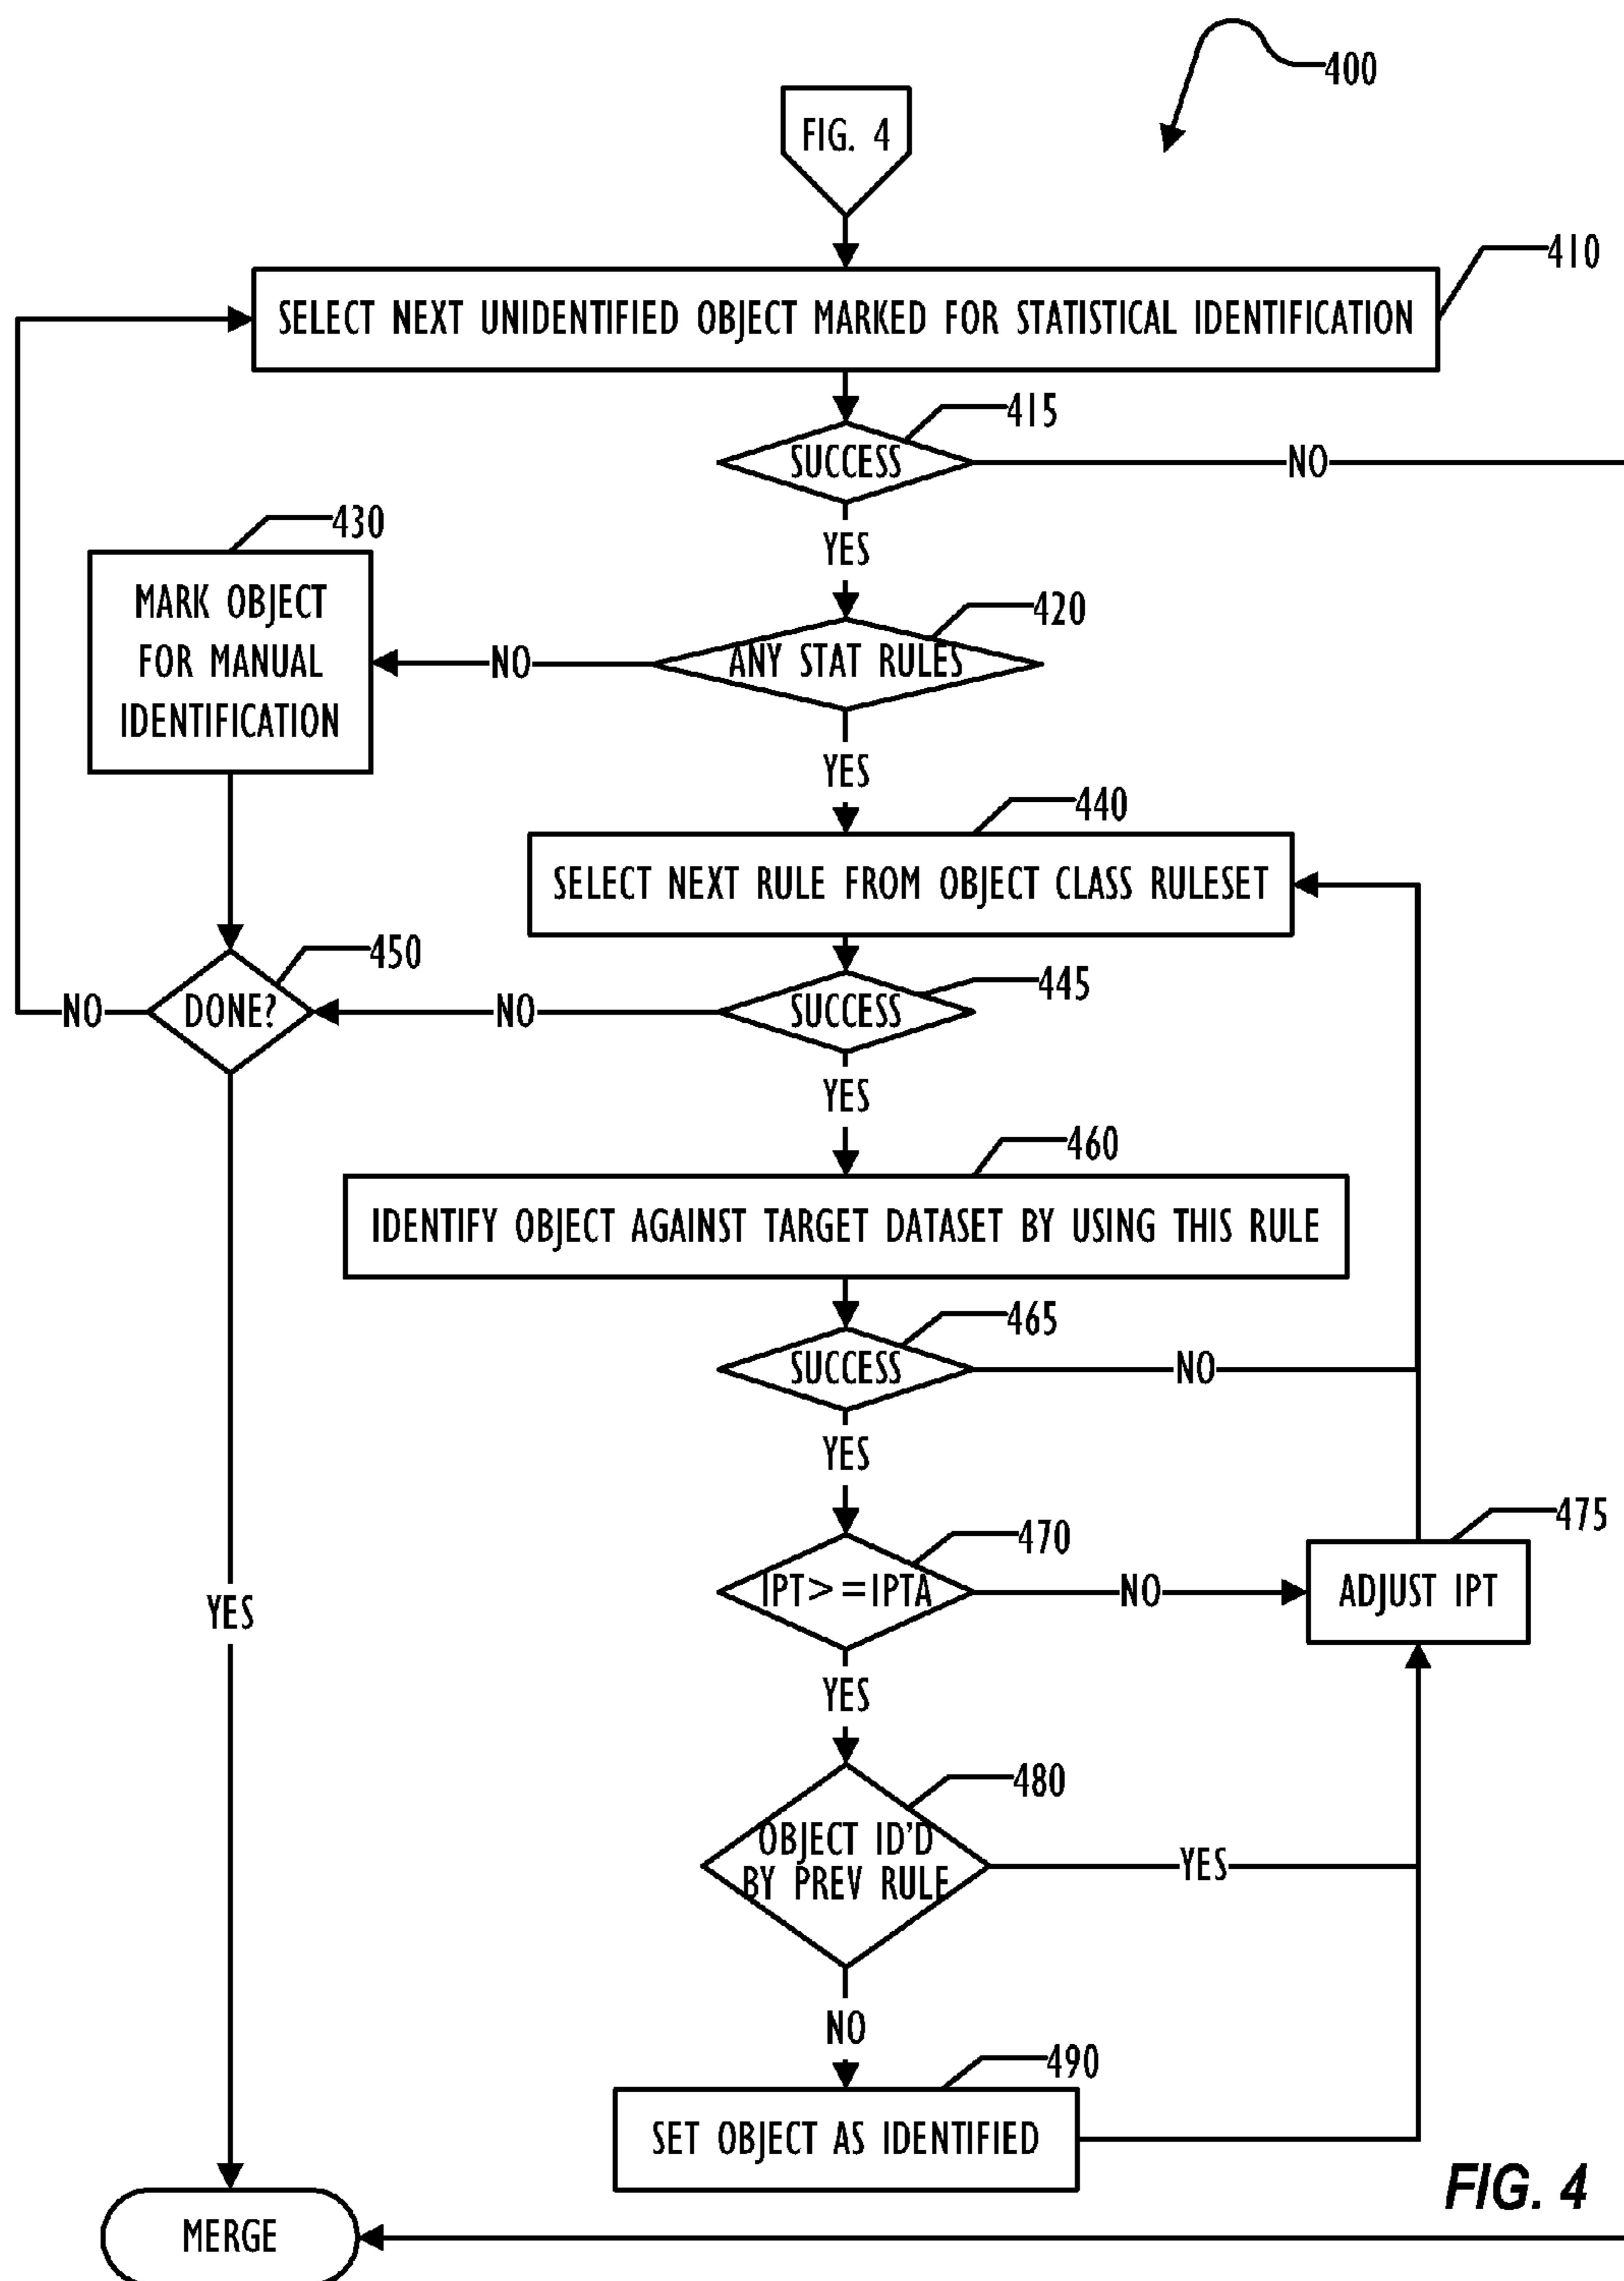 400
FIG. 4
410
SELECT NEXT UNIDENTIFIED OBJECT MARKED FOR STATISTICAL IDENTIFICATION
415
SUCCESS
NO
YES
430
MARK OBJECT
FOR MANUAL
IDENTIFICATION
420
ANY STAT RULES
NO
YES
440
SELECT NEXT RULE FROM OBJECT CLASS RULESET
450
DONE?
NO
445
SUCCESS
NO
YES
460
IDENTIFY OBJECT AGAINST TARGET DATASET BY USING THIS RULE
465
SUCCESS
NO
YES
470
IPT>=IPTA
NO
475
ADJUST IPT
YES
YES
480
OBJECT ID'D
BY PREV RULE
YES
NO
490
SET OBJECT AS IDENTIFIED
MERGE
FIG. 4